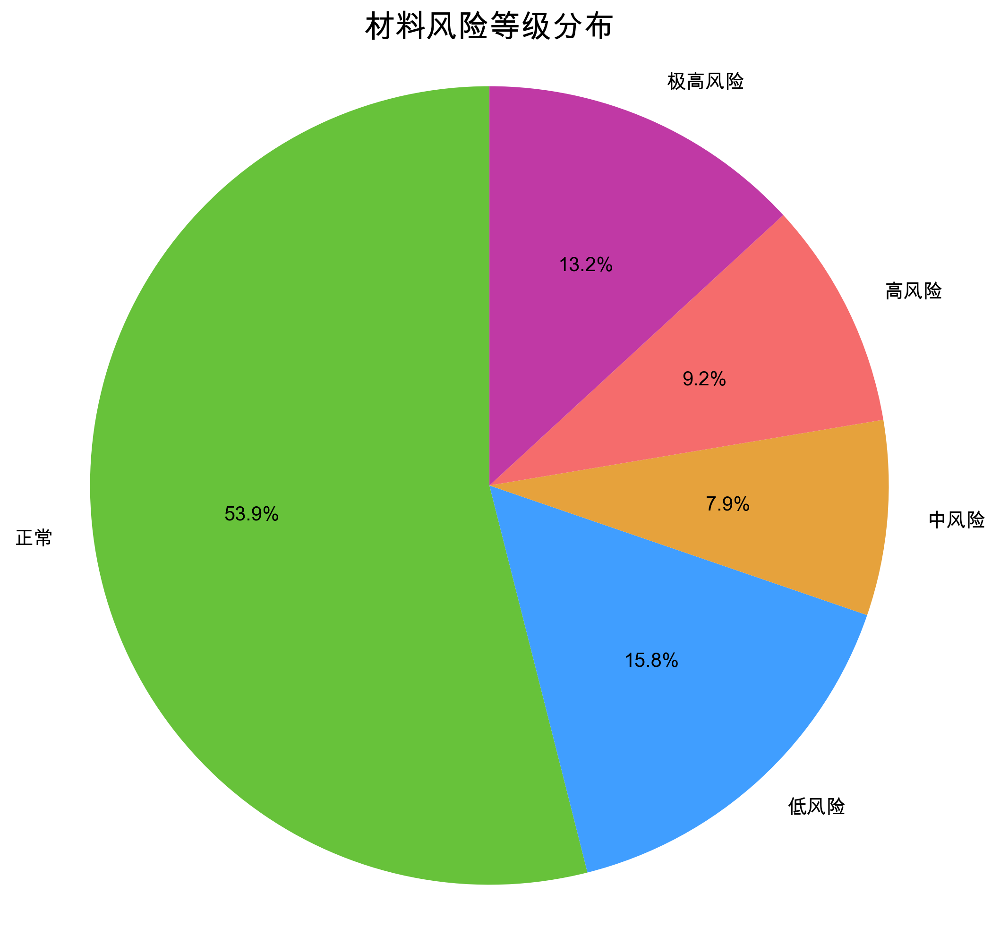 材料风险等级分布
极高风险
13.2%
高风险
9.2%
中风险
7.9%
低风险
15.8%
正常
53.9%